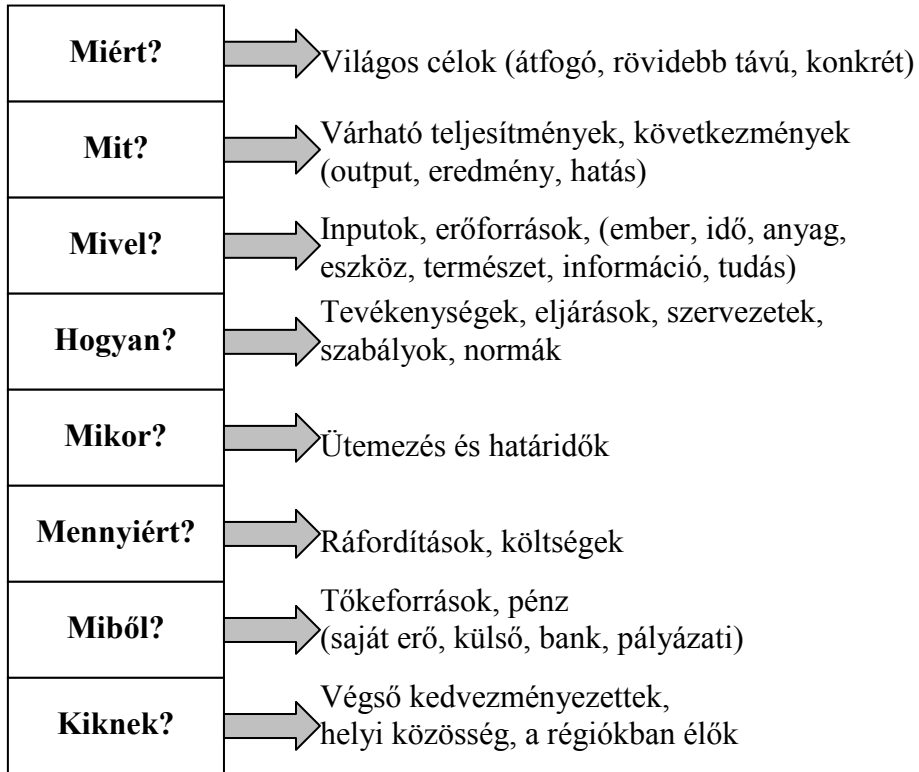 Miért?
Világos célok (átfogó, rövidebb távú, konkrét)
Mit?
Várható teljesítmények, következmények
(output, eredmény, hatás)
Mivel?
Inputok, erőforrások, (ember, idő, anyag,
eszköz, természet, információ, tudás)
Hogyan?
Tevékenységek, eljárások, szervezetek,
szabályok, normák
Mikor?
Ütemezés és határidők
Mennyiért?
Ráfordítások, költségek
Miből?
Tőkeforrások, pénz
(saját erő, külső, bank, pályázati)
Kiknek?
Végső kedvezményezettek,
helyi közösség, a régiókban élők